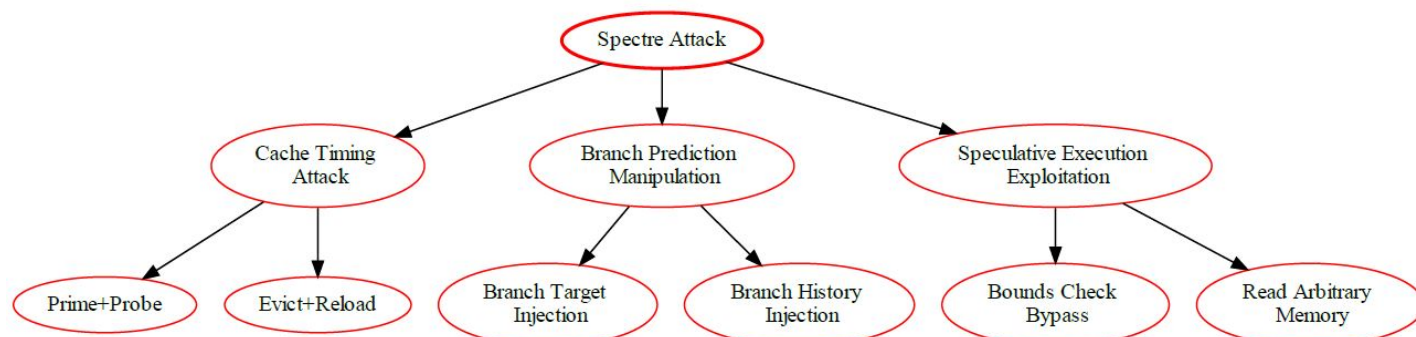 Spectre Attack
Cache Timing
Attack
Branch Prediction
Manipulation
Speculative Execution
Exploitation
Prime+Probe
Evict+Reload
Branch Target
Injection
Branch History
Injection
Bounds Check
Bypass
Read Arbitrary
Memory